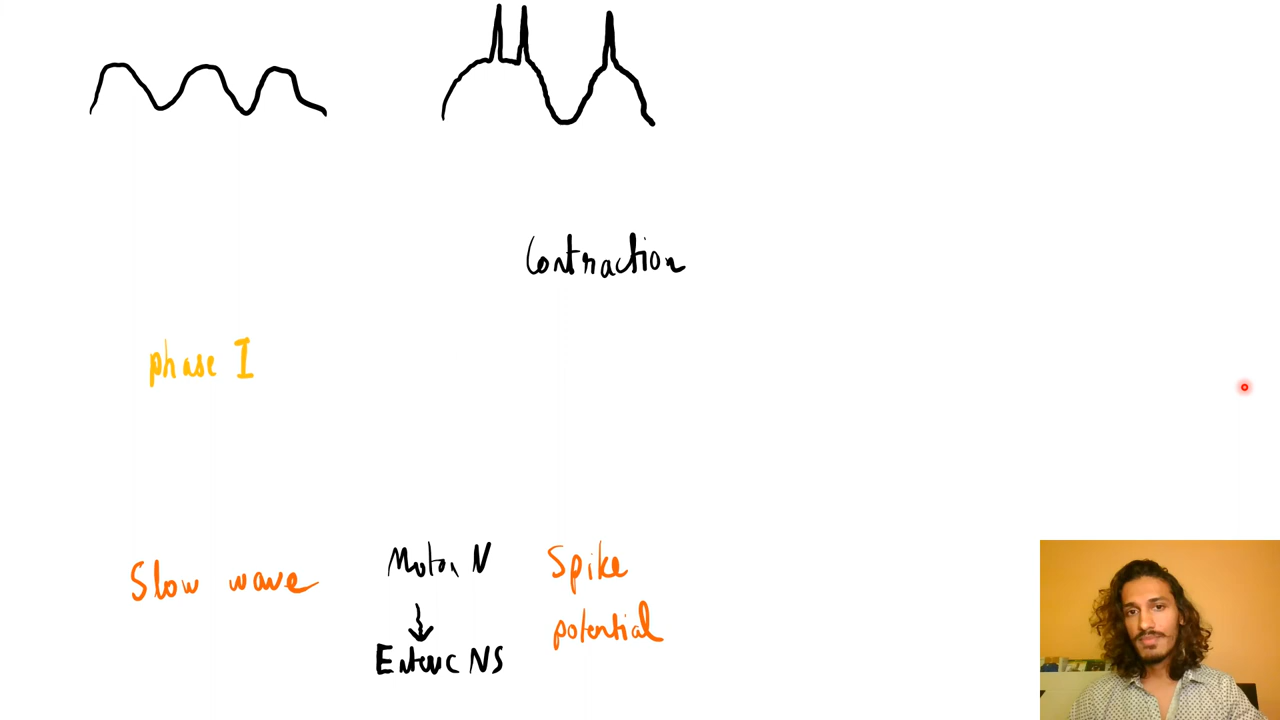 Contraction
phase I
Slow wave
Motor N
Enteric NS
Spike
potential